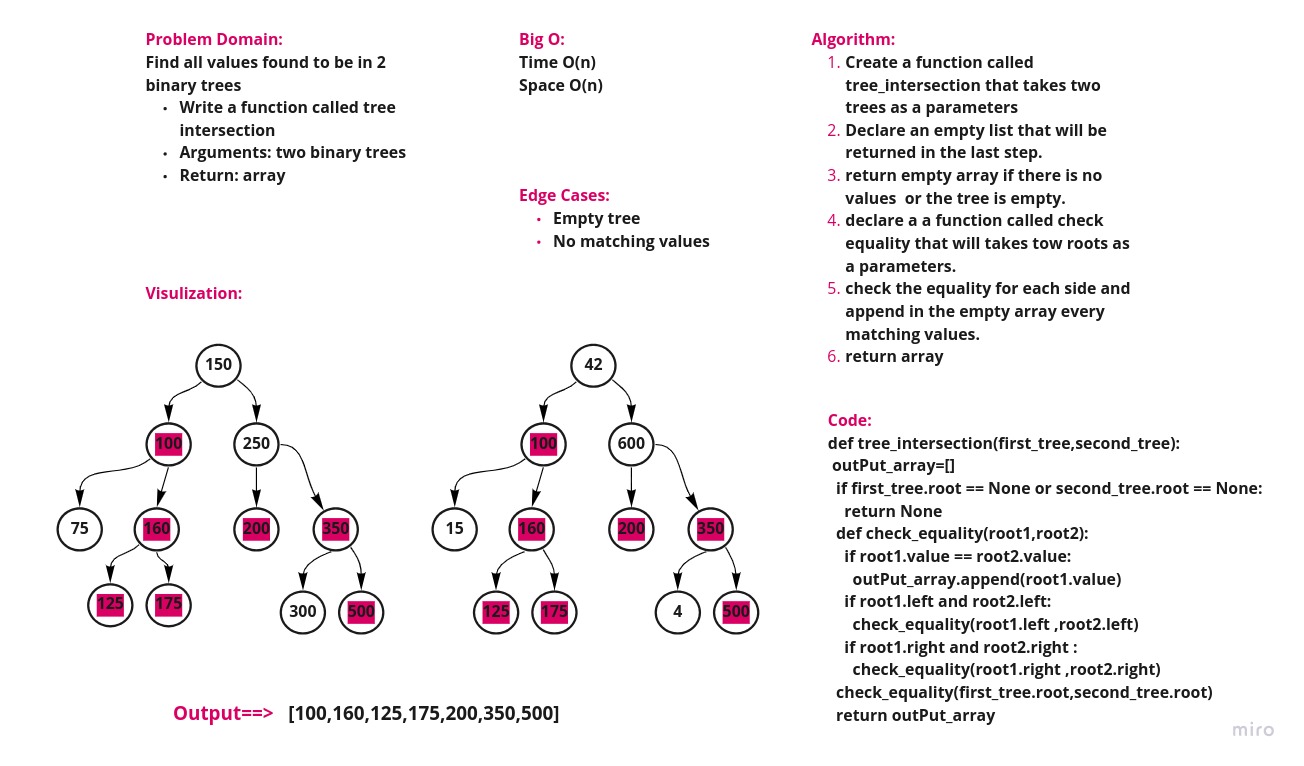 Problem Domain:
Find all values found to be in 2
binary trees
• Write a function called tree
intersection
• Arguments: two binary trees
• Return: array
Big O:
Time O(n)
Space O(n)
Edge Cases:
• Empty tree
• No matching values
Algorithm:
1. Create a function called
tree_intersection that takes two
trees as a parameters
2. Declare an empty list that will be
returned in the last step.
3. return empty array if there is no
values  or the tree is empty.
4. declare a a function called check
equality that will takes tow roots as
a parameters.
5. check the equality for each side and
append in the empty array every
matching values.
6. return array
Visulization:
150
100 250
75 160 200 350
125 175 300 500
42
100 600
15 160 200 350
125 175 4 500
Output==> [100,160,125,175,200,350,500]
Code:
def tree_intersection(first_tree,second_tree):
 outPut_array=[]
  if first_tree.root == None or second_tree.root == None:
    return None
  def check_equality(root1,root2):
    if root1.value == root2.value:
      outPut_array.append(root1.value)
    if root1.left and root2.left:
      check_equality(root1.left ,root2.left)
    if root1.right and root2.right :
      check_equality(root1.right ,root2.right)
  check_equality(first_tree.root,second_tree.root)
  return outPut_array
miro